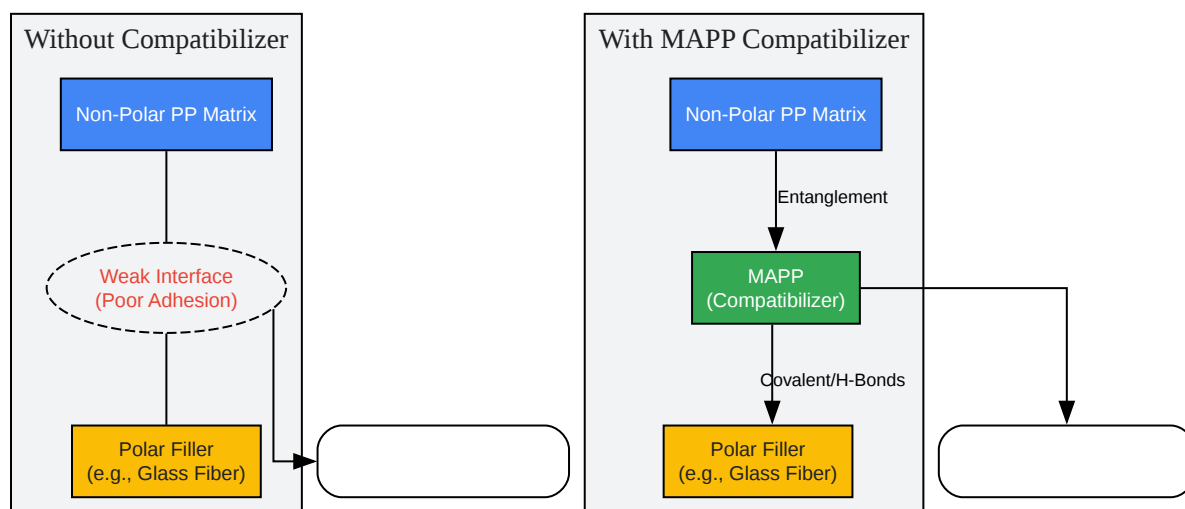 Without Compatibilizer
Non-Polar PP Matrix
Weak Interface
(Poor Adhesion)
Polar Filler
(e.g., Glass Fiber)
With MAPP Compatibilizer
Non-Polar PP Matrix
Entanglement
MAPP
(Compatibilizer)
Covalent/H-Bonds
Polar Filler
(e.g., Glass Fiber)